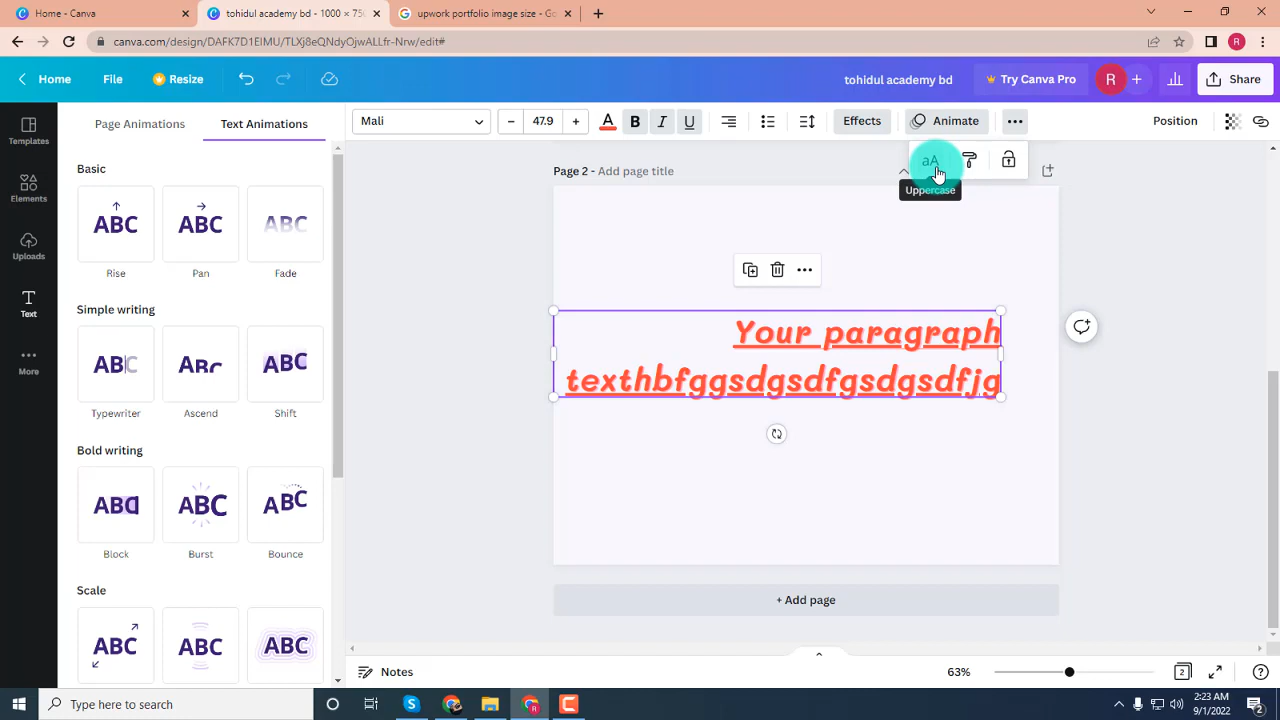 Home - Canva
tohidul academy bd - 1000 × 750
upwork portfolio image size - Go
canva.com/design/DAFK7D1EIMU/TLXj8eQNdyOjwALLfr-Nrw/edit#
Home
File
Resize
tohidul academy bd
R
Try Canva Pro
Share
Templates
Elements
Uploads
Text
More
Page Animations
Text Animations
Basic
ABC
ABC
ABC
Rise
Pan
Fade
Simple writing
ABC
ABC
ABC
Typewriter
Ascend
Shift
Bold writing
ABC
ABC
ABC
Block
Burst
Bounce
Scale
ABC
ABC
ABC
Mali
47.9
A
B
I
U
Effects
Animate
Position
aA
Uppercase
Page 2 - Add page title
Your paragraph
texthbfggsdgsdfgsdgsdfjg
+ Add page
Notes
63%
2
Type here to search
2:23 AM
9/1/2022
2